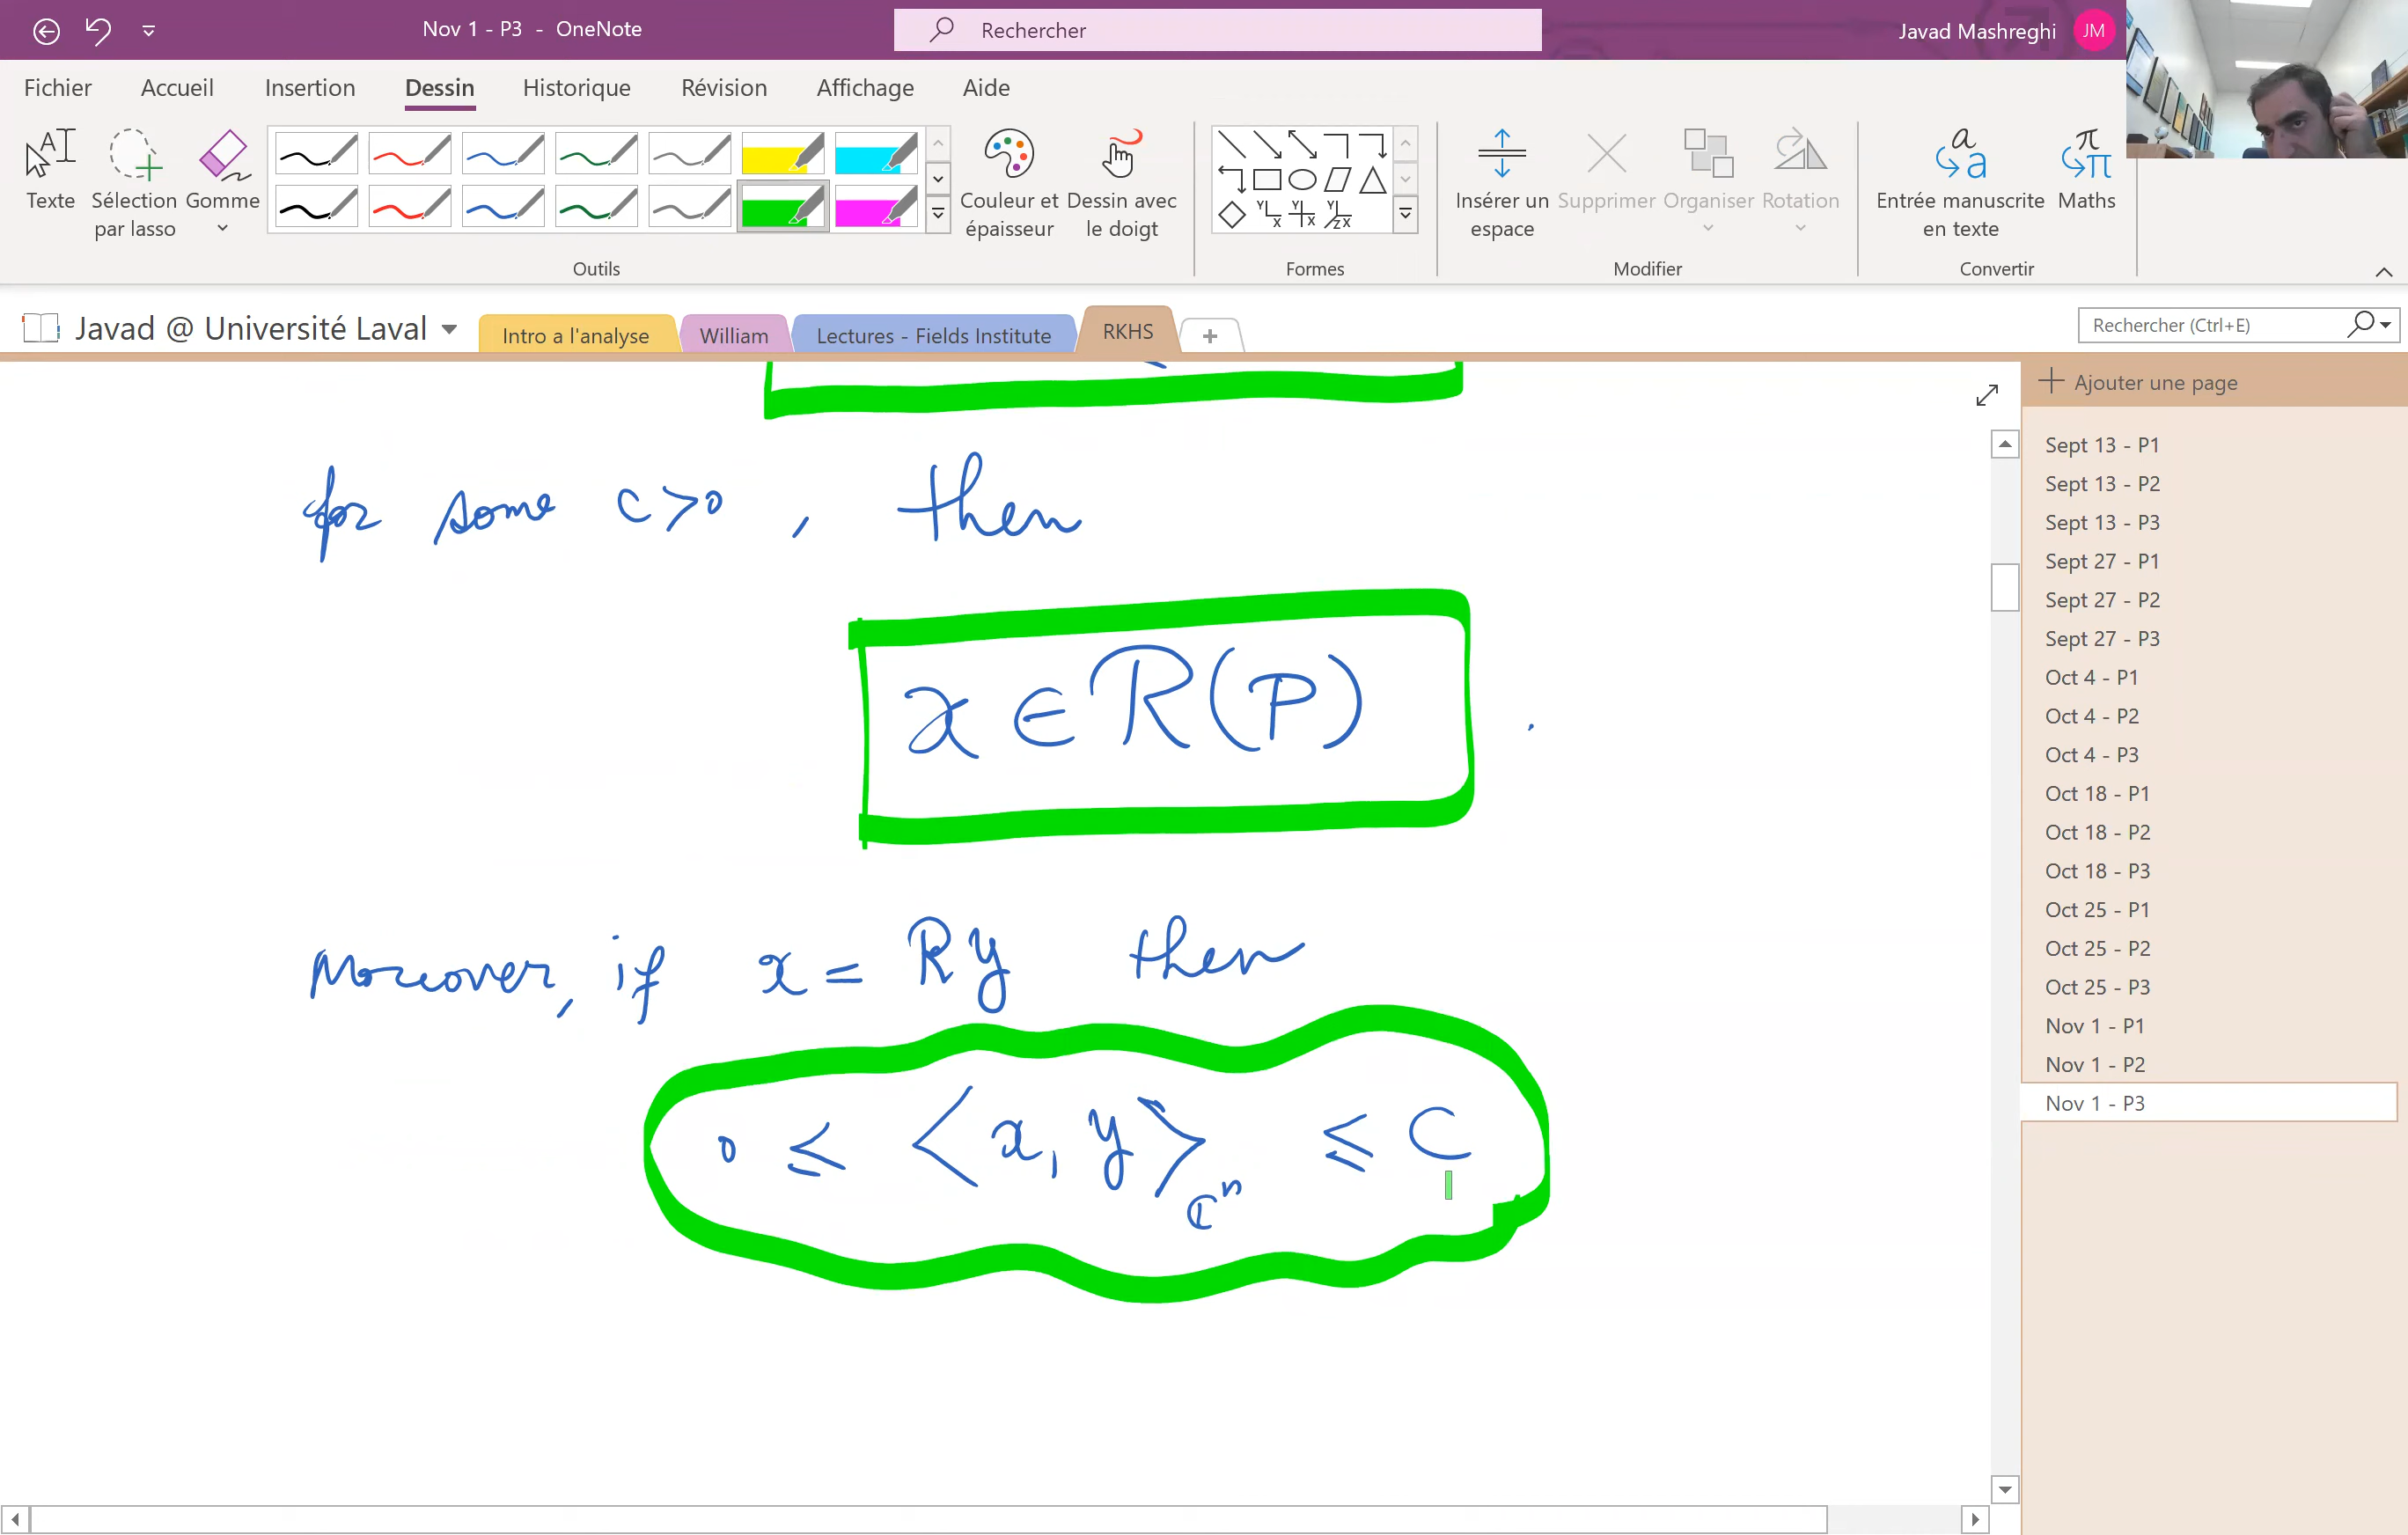 Nov 1 - P3 - OneNote
Rechercher
Javad Mashreghi JM
Fichier Accueil Insertion Dessin Historique Révision Affichage Aide
Texte
Sélection par lasso
Gomme
Couleur et épaisseur
Dessin avec le doigt
Insérer un espace
Supprimer
Organiser
Rotation
Entrée manuscrite en texte
Maths
Outils
Formes
Modifier
Convertir
Javad @ Université Laval
Intro a l'analyse
William
Lectures - Fields Institute
RKHS
Rechercher (Ctrl+E)
for some c>0, then
x ∈ R(P) .
Moreover, if x = Ry then
0 ≤ <x, y>_ℂ^n ≤ C
Ajouter une page
Sept 13 - P1
Sept 13 - P2
Sept 13 - P3
Sept 27 - P1
Sept 27 - P2
Sept 27 - P3
Oct 4 - P1
Oct 4 - P2
Oct 4 - P3
Oct 18 - P1
Oct 18 - P2
Oct 18 - P3
Oct 25 - P1
Oct 25 - P2
Oct 25 - P3
Nov 1 - P1
Nov 1 - P2
Nov 1 - P3